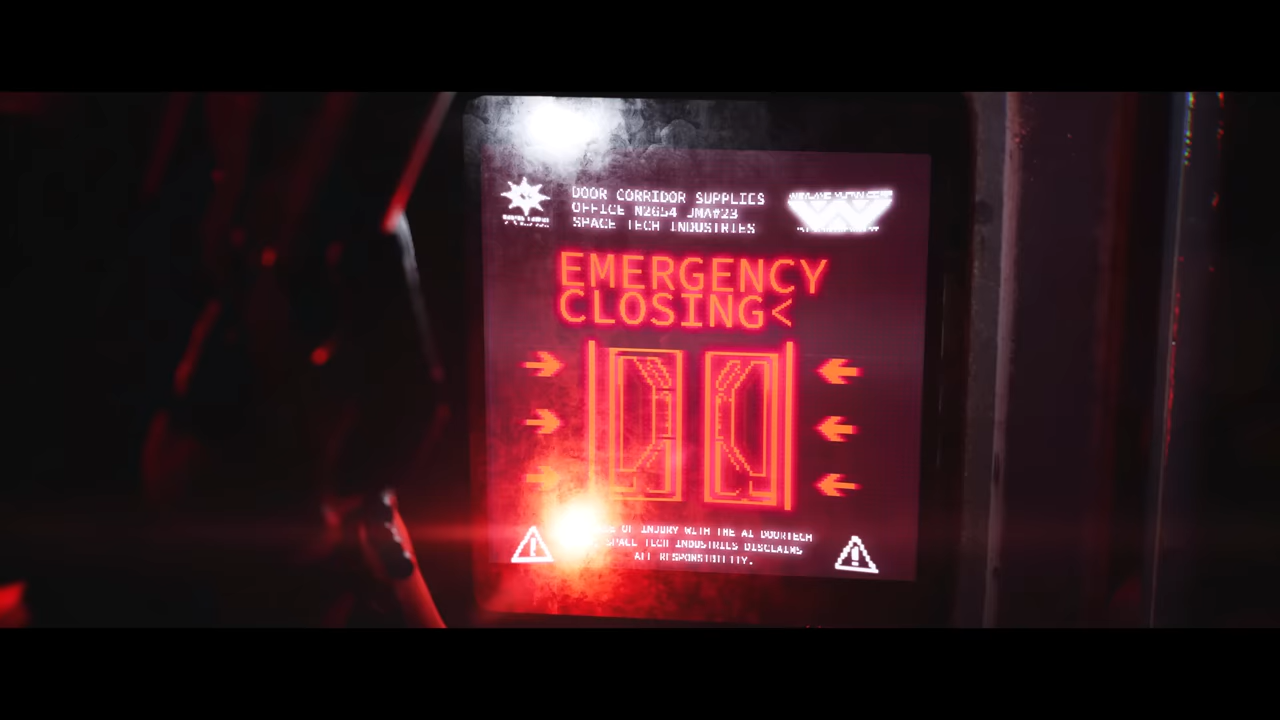 DOOR CORRIDOR SUPPLIES
OFFICE N2654 JMA#23
SPACE TECH INDUSTRIES
EMERGENCY
CLOSING<
OF INJURY WITH THE AI DOORTECH
SPACE TECH INDUSTRIES DISCLAIMS
ALL RESPONSIBILITY.